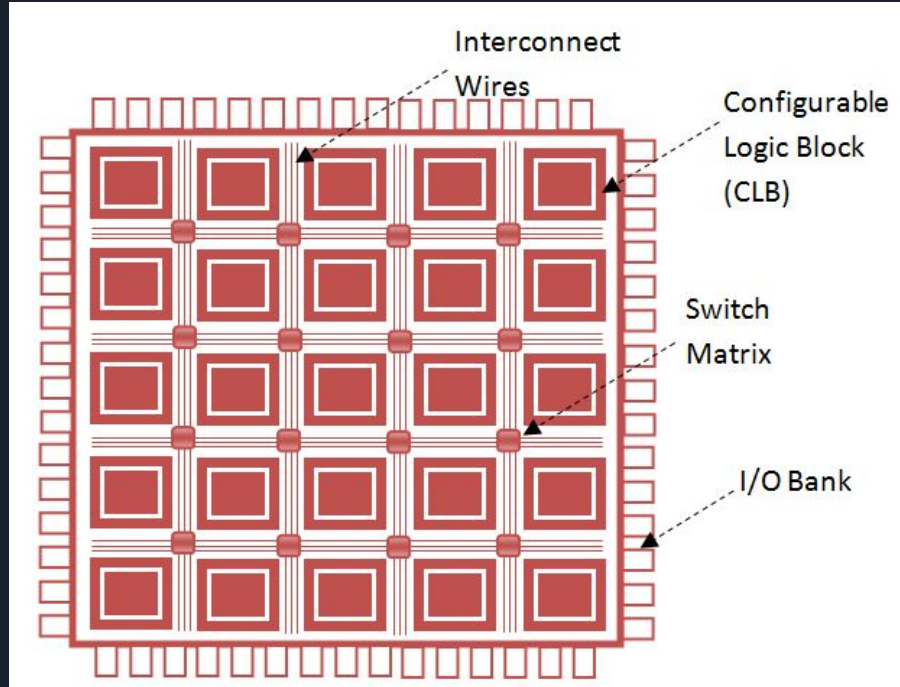 Interconnect
Wires
Configurable
Logic Block
(CLB)
Switch
Matrix
I/O Bank